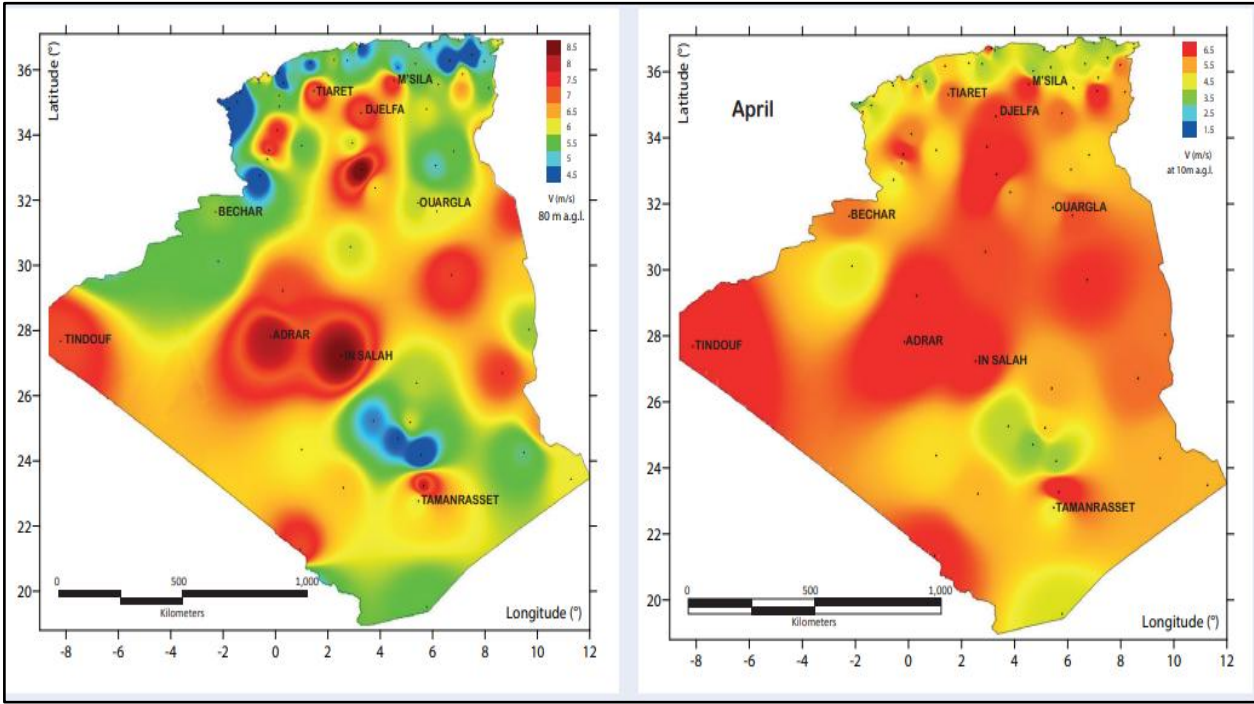 Latitude (°)
36
34
32
30
28
26
24
22
20
-8
-6
-4
-2
0
2
4
6
8
10
12
Longitude (°)
0
500
1,000
Kilometers
8.5
8
7.5
7
6.5
6
5.5
5
4.5
V (m/s)
80 m a.g.l.
M'SILA
TIARET
DJELFA
OUARGLA
BECHAR
TINDOUF
ADRAR
IN SALAH
TAMANRASSET
Latitude (°)
36
34
32
30
28
26
24
22
20
-8
-6
-4
-2
0
2
4
6
8
10
12
Longitude (°)
0
500
1,000
Kilometers
April
6.5
5.5
4.5
3.5
2.5
1.5
V (m/s)
at 10m a.g.l.
M'SILA
TIARET
DJELFA
OUARGLA
BECHAR
TINDOUF
ADRAR
IN SALAH
TAMANRASSET